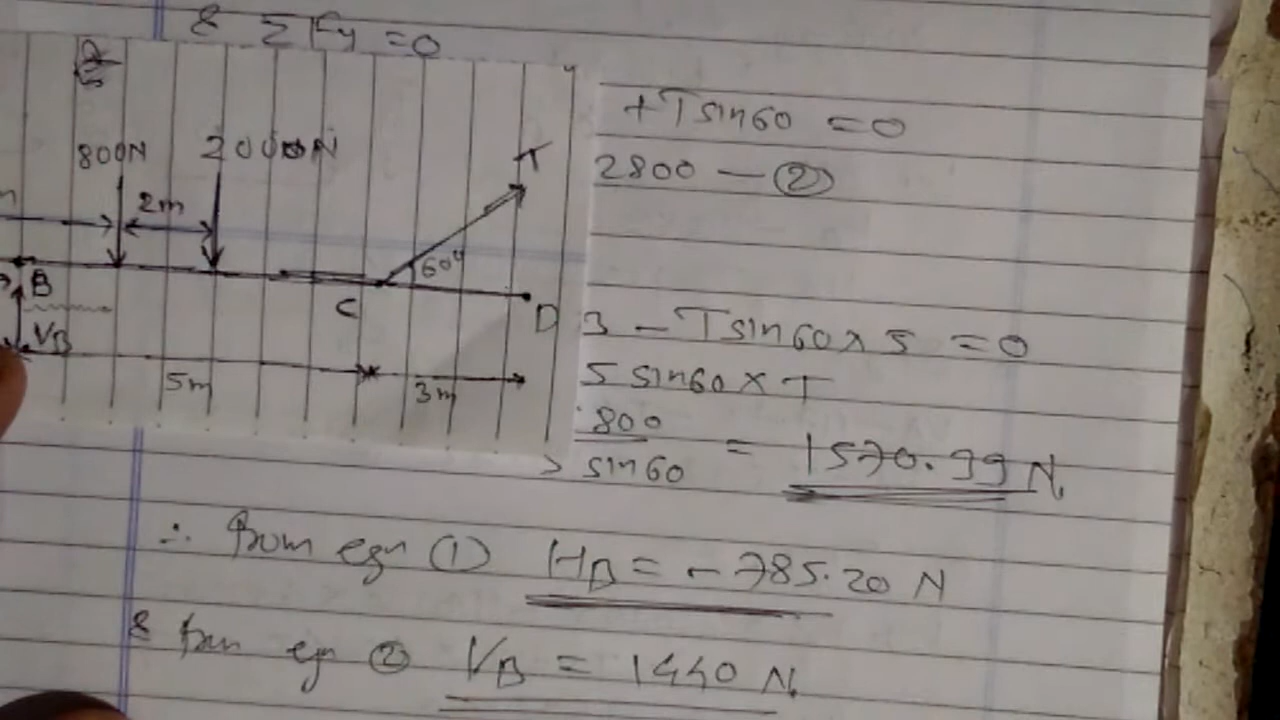 & ΣFy = 0
+ T sin60 = 0
2800 — ②
800N 2000N T
2m
60°
B C D
VB
5m 3m
3 - T sin60 x 5 = 0
5 sin60 x T
800
sin60 = 1570.99 N.
∴ from eqn (1) HB = - 785.20 N
& from eqn ② VB = 1440 N.